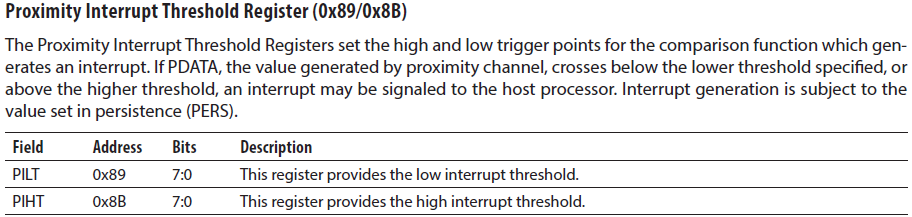 Proximity Interrupt Threshold Register (0x89/0x8B)
The Proximity Interrupt Threshold Registers set the high and low trigger points for the comparison function which gen-
erates an interrupt. If PDATA, the value generated by proximity channel, crosses below the lower threshold specified, or
above the higher threshold, an interrupt may be signaled to the host processor. Interrupt generation is subject to the
value set in persistence (PERS).
Field Address Bits Description
PILT 0x89 7:0 This register provides the low interrupt threshold.
PIHT 0x8B 7:0 This register provides the high interrupt threshold.